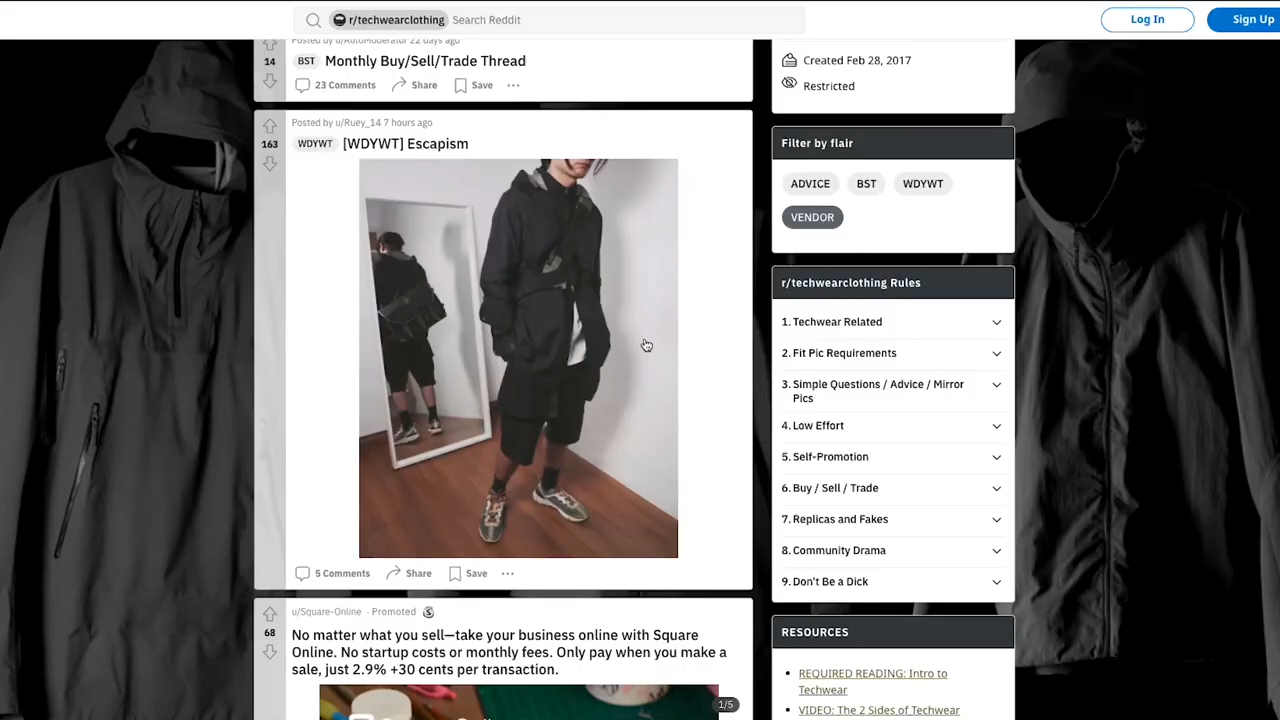 r/techwearclothing Search Reddit
Log In
Sign Up
Posted by u/AutoModerator 22 days ago
14
BST Monthly Buy/Sell/Trade Thread
23 Comments Share Save
Posted by u/Ruey_14 7 hours ago
163
WDYWT [WDYWT] Escapism
5 Comments Share Save
u/Square-Online · Promoted
68
No matter what you sell—take your business online with Square
Online. No startup costs or monthly fees. Only pay when you make a
sale, just 2.9% +30 cents per transaction.
1/5
Created Feb 28, 2017
Restricted
Filter by flair
ADVICE BST WDYWT
VENDOR
r/techwearclothing Rules
1. Techwear Related
2. Fit Pic Requirements
3. Simple Questions / Advice / Mirror
Pics
4. Low Effort
5. Self-Promotion
6. Buy / Sell / Trade
7. Replicas and Fakes
8. Community Drama
9. Don't Be a Dick
RESOURCES
REQUIRED READING: Intro to
Techwear
VIDEO: The 2 Sides of Techwear